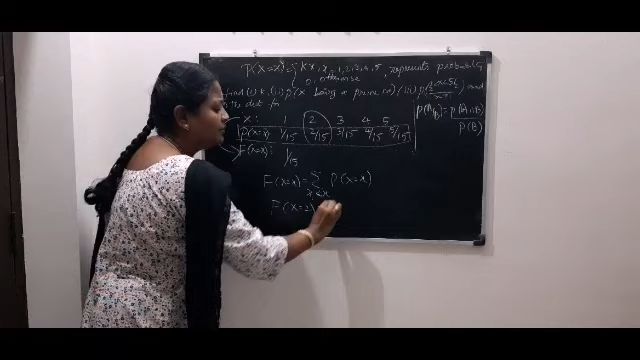 P(X=x) = { kx, x = 1, 2, 3, 4, 5
0, otherwise represents probability
Find (i) k, (ii) P(X being a prime no) (iii) P( and
the dist fn
x: 1 2 3 4 5
P(X=x): 1/15 2/15 3/15 4/15 5/15
F(X=x): 1/15
P(A/B) = P(A∩B)/P(B)
F(X=x) = Σ P(X=x)
F(X=2)